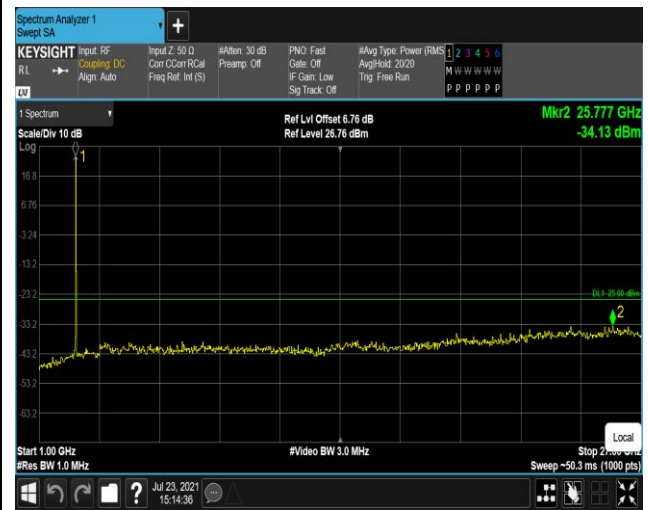 Spectrum Analyzer 1
Swept SA
+
KEYSIGHT
RL
LXI
Input: RF
Coupling: DC
Align: Auto
Input Z: 50 Ω
Corr CCorr RCal
Freq Ref: Int (S)
#Atten: 30 dB
Preamp: Off
PNO: Fast
Gate: Off
IF Gain: Low
Sig Track: Off
#Avg Type: Power (RMS
Avg|Hold: 20/20
Trig: Free Run
1 2 3 4 5 6
M W W W W W
P P P P P P
1 Spectrum
Scale/Div 10 dB
Ref Lvl Offset 6.76 dB
Ref Level 26.76 dBm
Mkr2 25.777 GHz
-34.13 dBm
Log
1
16.8
6.76
-3.24
-13.2
-23.2
DL1 -25.00 dBm
2
-33.2
-43.2
-53.2
-63.2
Local
Start 1.00 GHz
#Video BW 3.0 MHz
#Res BW 1.0 MHz
Sweep ~50.3 ms (1000 pts)
?
Jul 23, 2021
15:14:36